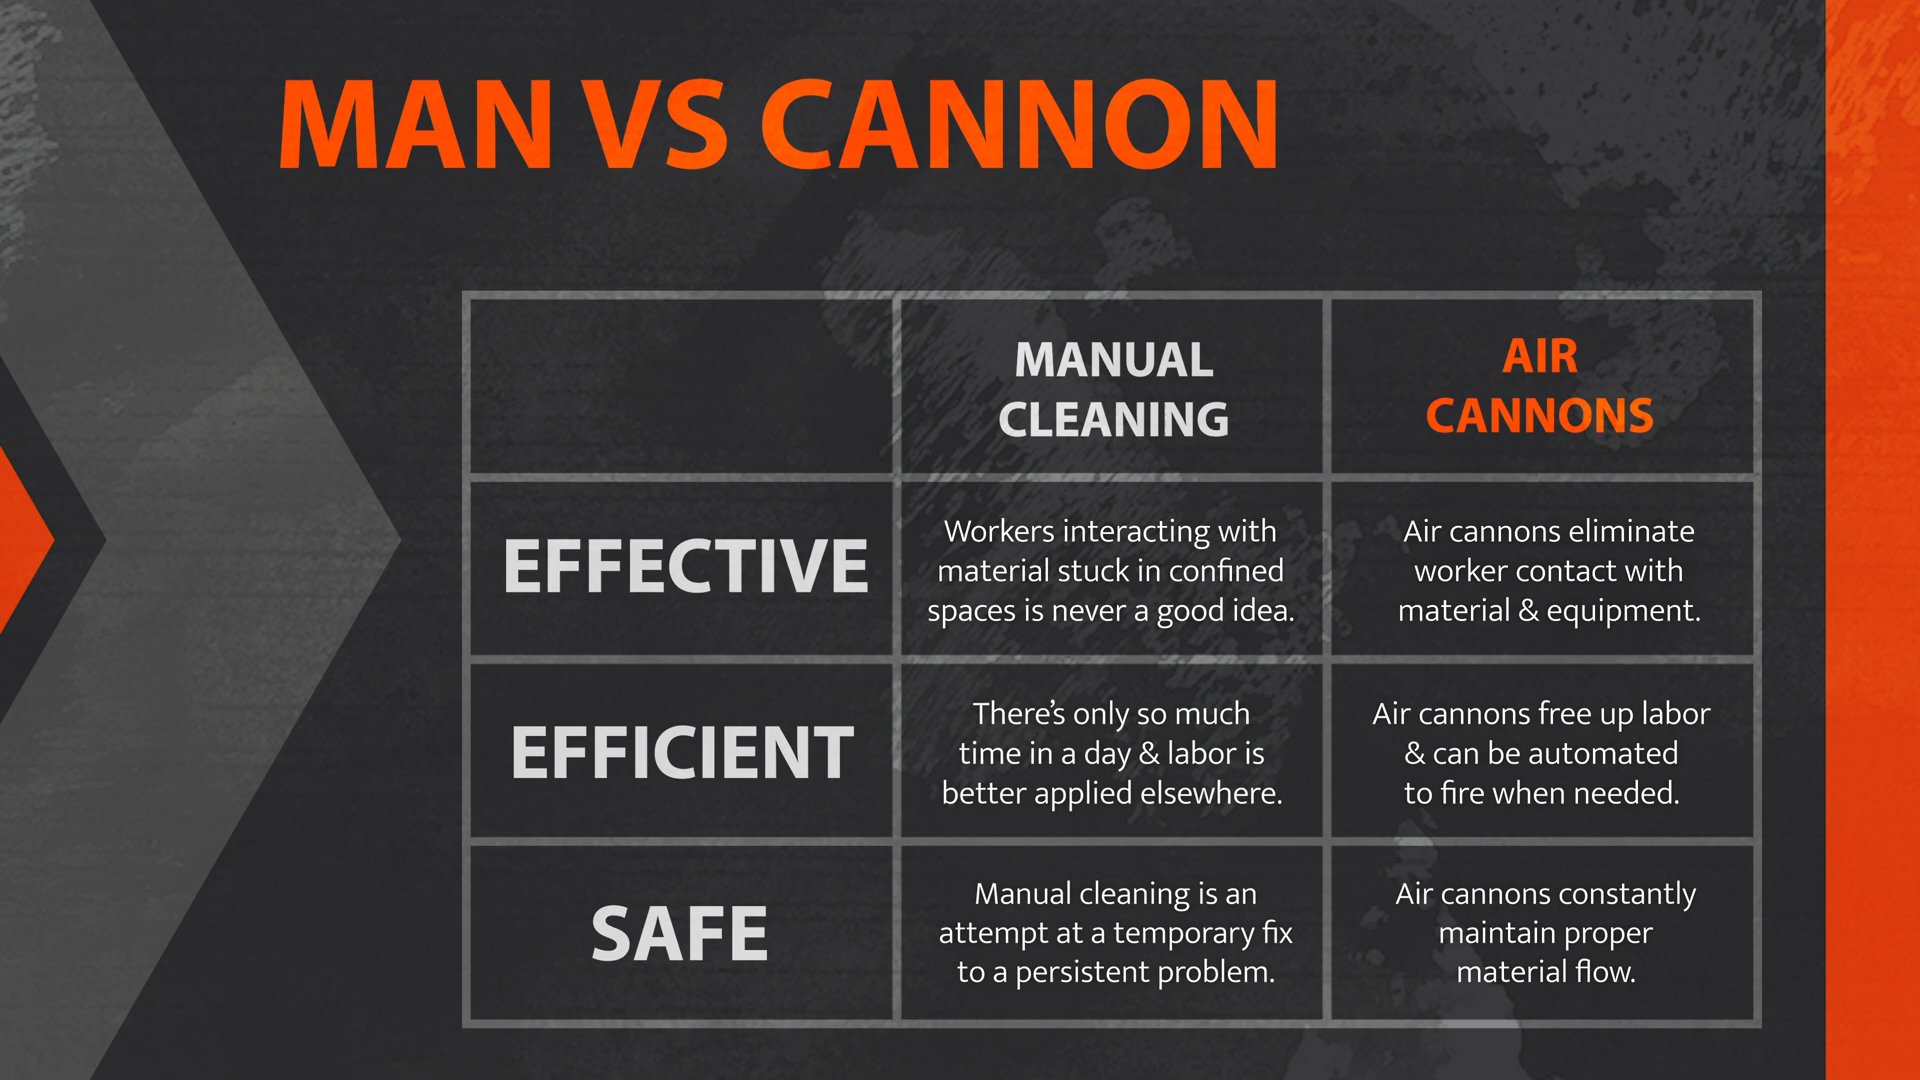 MAN VS CANNON
MANUAL
CLEANING
AIR
CANNONS
EFFECTIVE
Workers interacting with
material stuck in confined
spaces is never a good idea.
Air cannons eliminate
worker contact with
material & equipment.
EFFICIENT
There’s only so much
time in a day & labor is
better applied elsewhere.
Air cannons free up labor
& can be automated
to fire when needed.
SAFE
Manual cleaning is an
attempt at a temporary fix
to a persistent problem.
Air cannons constantly
maintain proper
material flow.